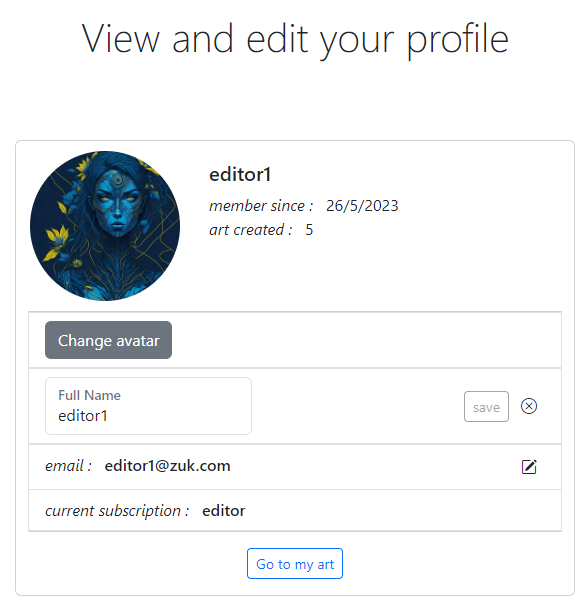 View and edit your profile
editor1
member since : 26/5/2023
art created : 5
Change avatar
Full Name
editor1
save
email : editor1@zuk.com
current subscription : editor
Go to my art